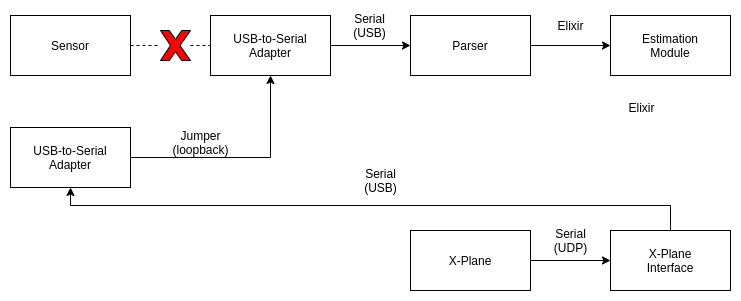 Sensor
USB-to-Serial
Adapter
Serial
(USB)
Parser
Elixir
Estimation
Module
Elixir
USB-to-Serial
Adapter
Jumper
(loopback)
Serial
(USB)
X-Plane
Serial
(UDP)
X-Plane
Interface